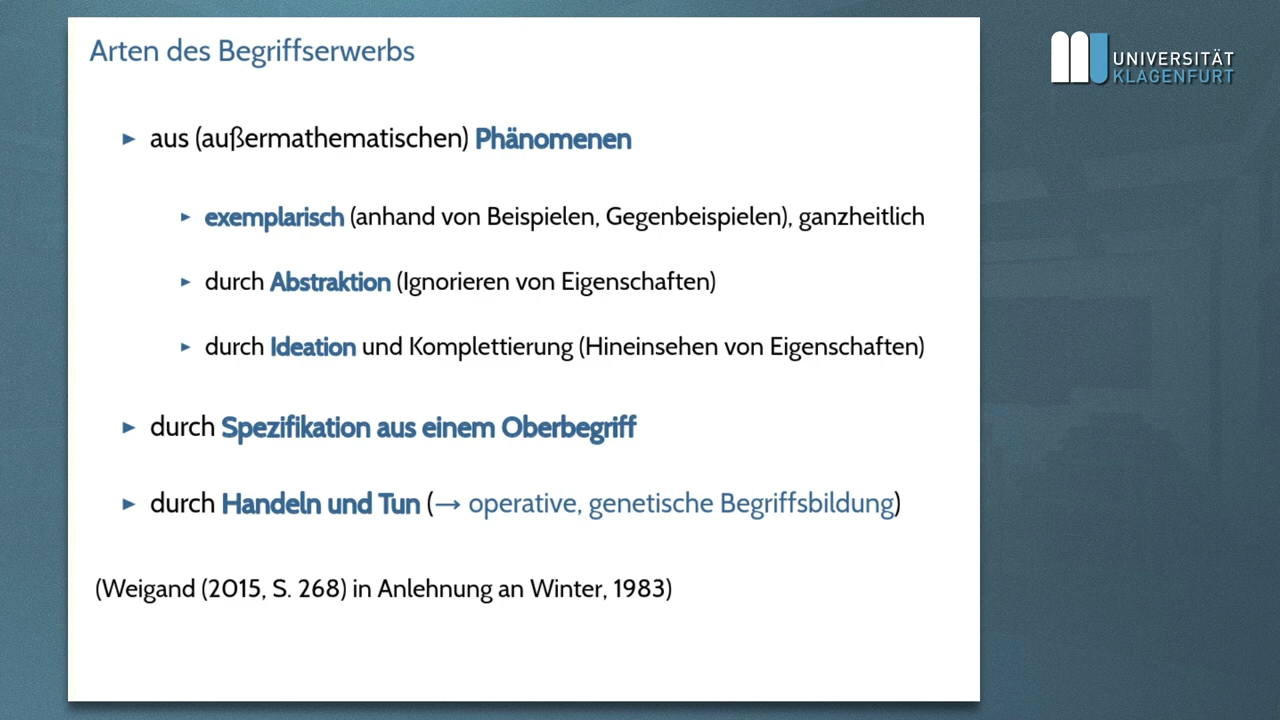 Arten des Begriffserwerbs
UNIVERSITÄT
KLAGENFURT
► aus (außermathematischen) Phänomenen
► exemplarisch (anhand von Beispielen, Gegenbeispielen), ganzheitlich
► durch Abstraktion (Ignorieren von Eigenschaften)
► durch Ideation und Komplettierung (Hineinsehen von Eigenschaften)
► durch Spezifikation aus einem Oberbegriff
► durch Handeln und Tun (→ operative, genetische Begriffsbildung)
(Weigand (2015, S. 268) in Anlehnung an Winter, 1983)